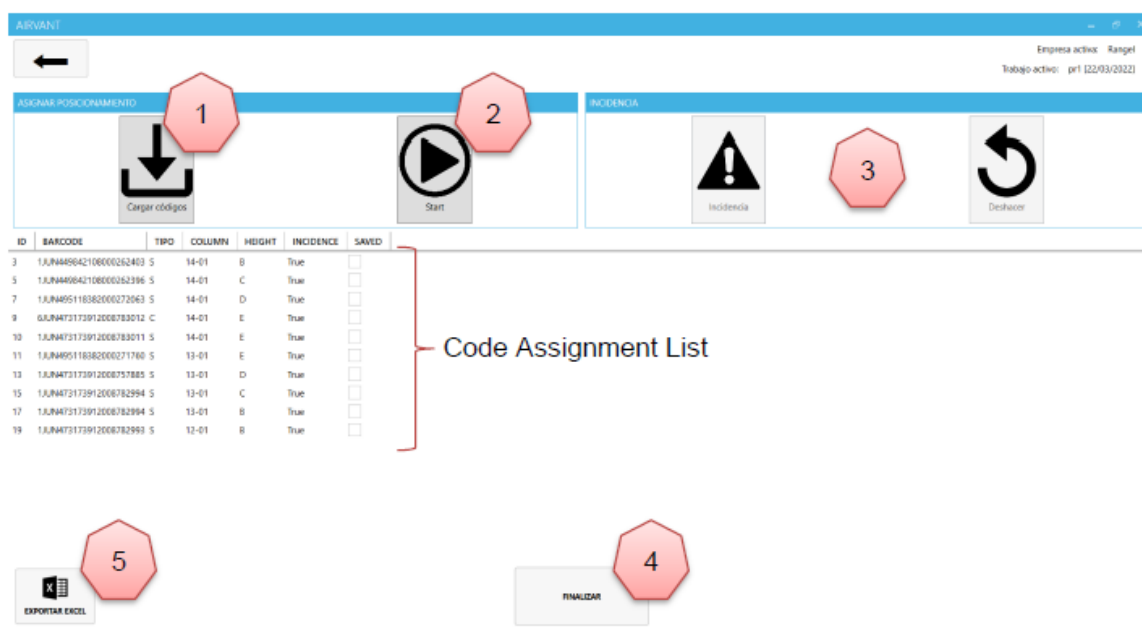 AIRVANT
Empresa activa: Rangel
Trabajo activo: pr1 [22/03/2022]
ASIGNAR POSICIONAMIENTO
INCIDENCIA
1
2
3
Cargar códigos
Start
Incidencia
Deshacer
ID BARCODE TIPO COLUMN HEIGHT INCIDENCE SAVED
3 1JUN449842108000262403 S 14-01 B True
5 1JUN449842108000262396 S 14-01 C True
7 1JUN495118382000272063 S 14-01 D True
9 6JUN473173912008783012 C 14-01 E True
10 1JUN473173912008783011 S 14-01 E True
11 1JUN495118382000271760 S 13-01 E True
13 1JUN473173912008757885 S 13-01 D True
15 1JUN473173912008782994 S 13-01 C True
17 1JUN473173912008782994 S 13-01 B True
19 1JUN473173912008782993 S 12-01 B True
Code Assignment List
5
4
EXPORTAR EXCEL
FINALIZAR